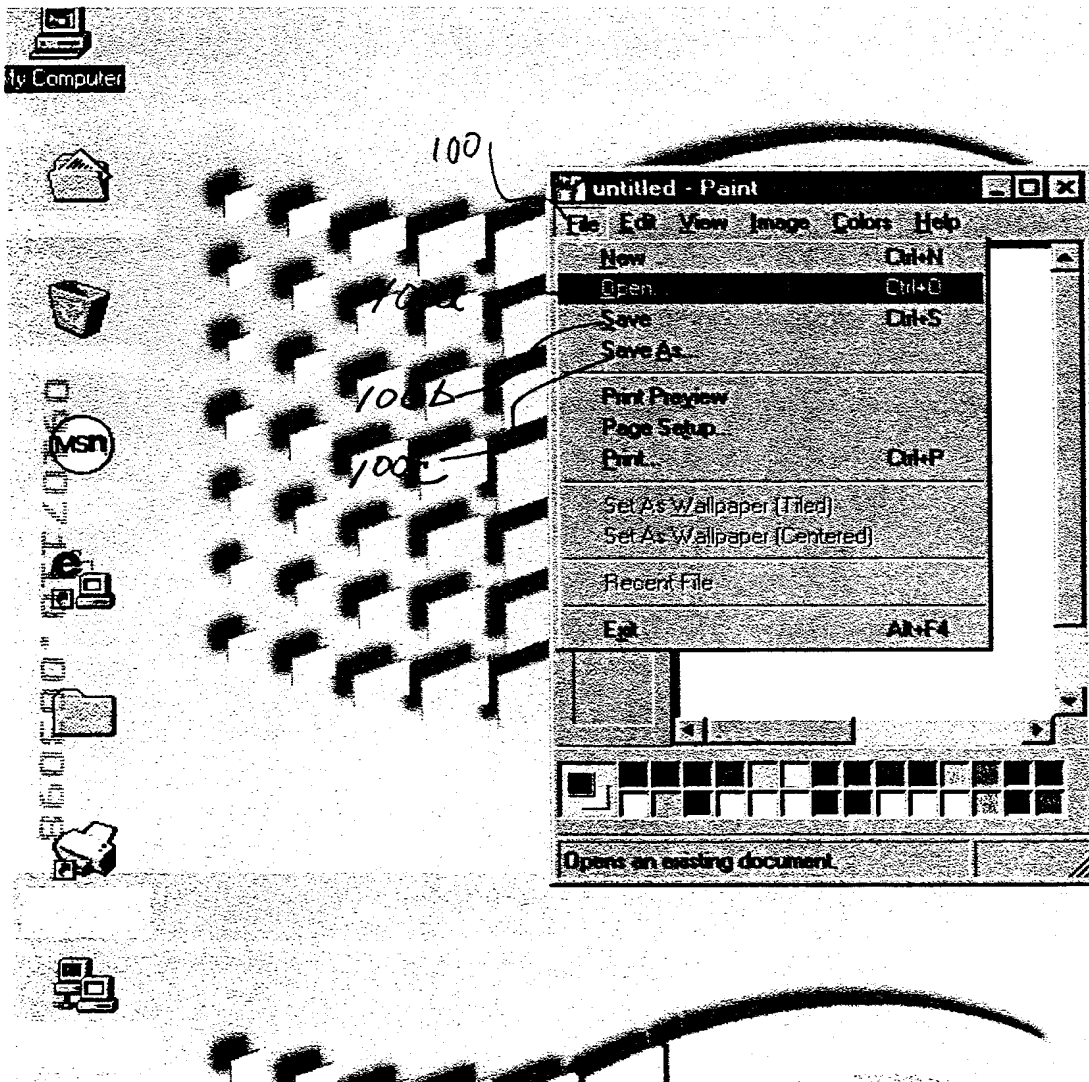 My Computer
100
untitled - Paint
File Edit View Image Colors Help
New Ctrl+N
100a
Open... Ctrl+O
Save Ctrl+S
Save As...
100b
Print Preview
Page Setup...
100c
Print... Ctrl+P
msn
Set As Wallpaper (Tiled)
Set As Wallpaper (Centered)
Recent File
Exit Alt+F4
Opens an existing document.